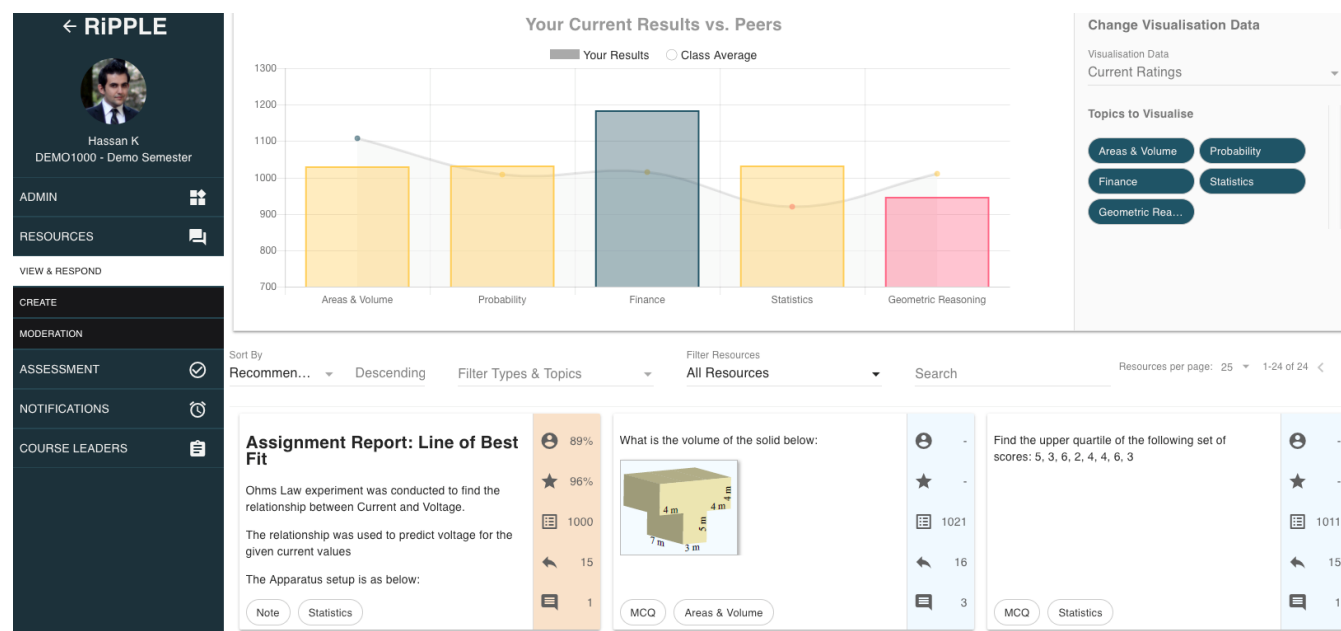 ← RiPPLE
Hassan K
DEMO1000 - Demo Semester
ADMIN
RESOURCES
VIEW & RESPOND
CREATE
MODERATION
ASSESSMENT
NOTIFICATIONS
COURSE LEADERS
Your Current Results vs. Peers
Your Results Class Average
1300
1200
1100
1000
900
800
700
Areas & Volume Probability Finance Statistics Geometric Reasoning
Change Visualisation Data
Visualisation Data
Current Ratings
Topics to Visualise
Areas & Volume Probability
Finance Statistics
Geometric Rea...
Sort By
Recommen... Descending Filter Types & Topics
Filter Resources
All Resources
Search
Resources per page: 25 1-24 of 24
Assignment Report: Line of Best
Fit
Ohms Law experiment was conducted to find the
relationship between Current and Voltage.
The relationship was used to predict voltage for the
given current values
The Apparatus setup is as below:
Note Statistics
89%
96%
1000
15
1
What is the volume of the solid below:
4 m
4 m
4 m
5 m
7 m
3 m
MCQ Areas & Volume
-
-
1021
16
3
Find the upper quartile of the following set of
scores: 5, 3, 6, 2, 4, 4, 6, 3
MCQ Statistics
-
-
1011
15
1